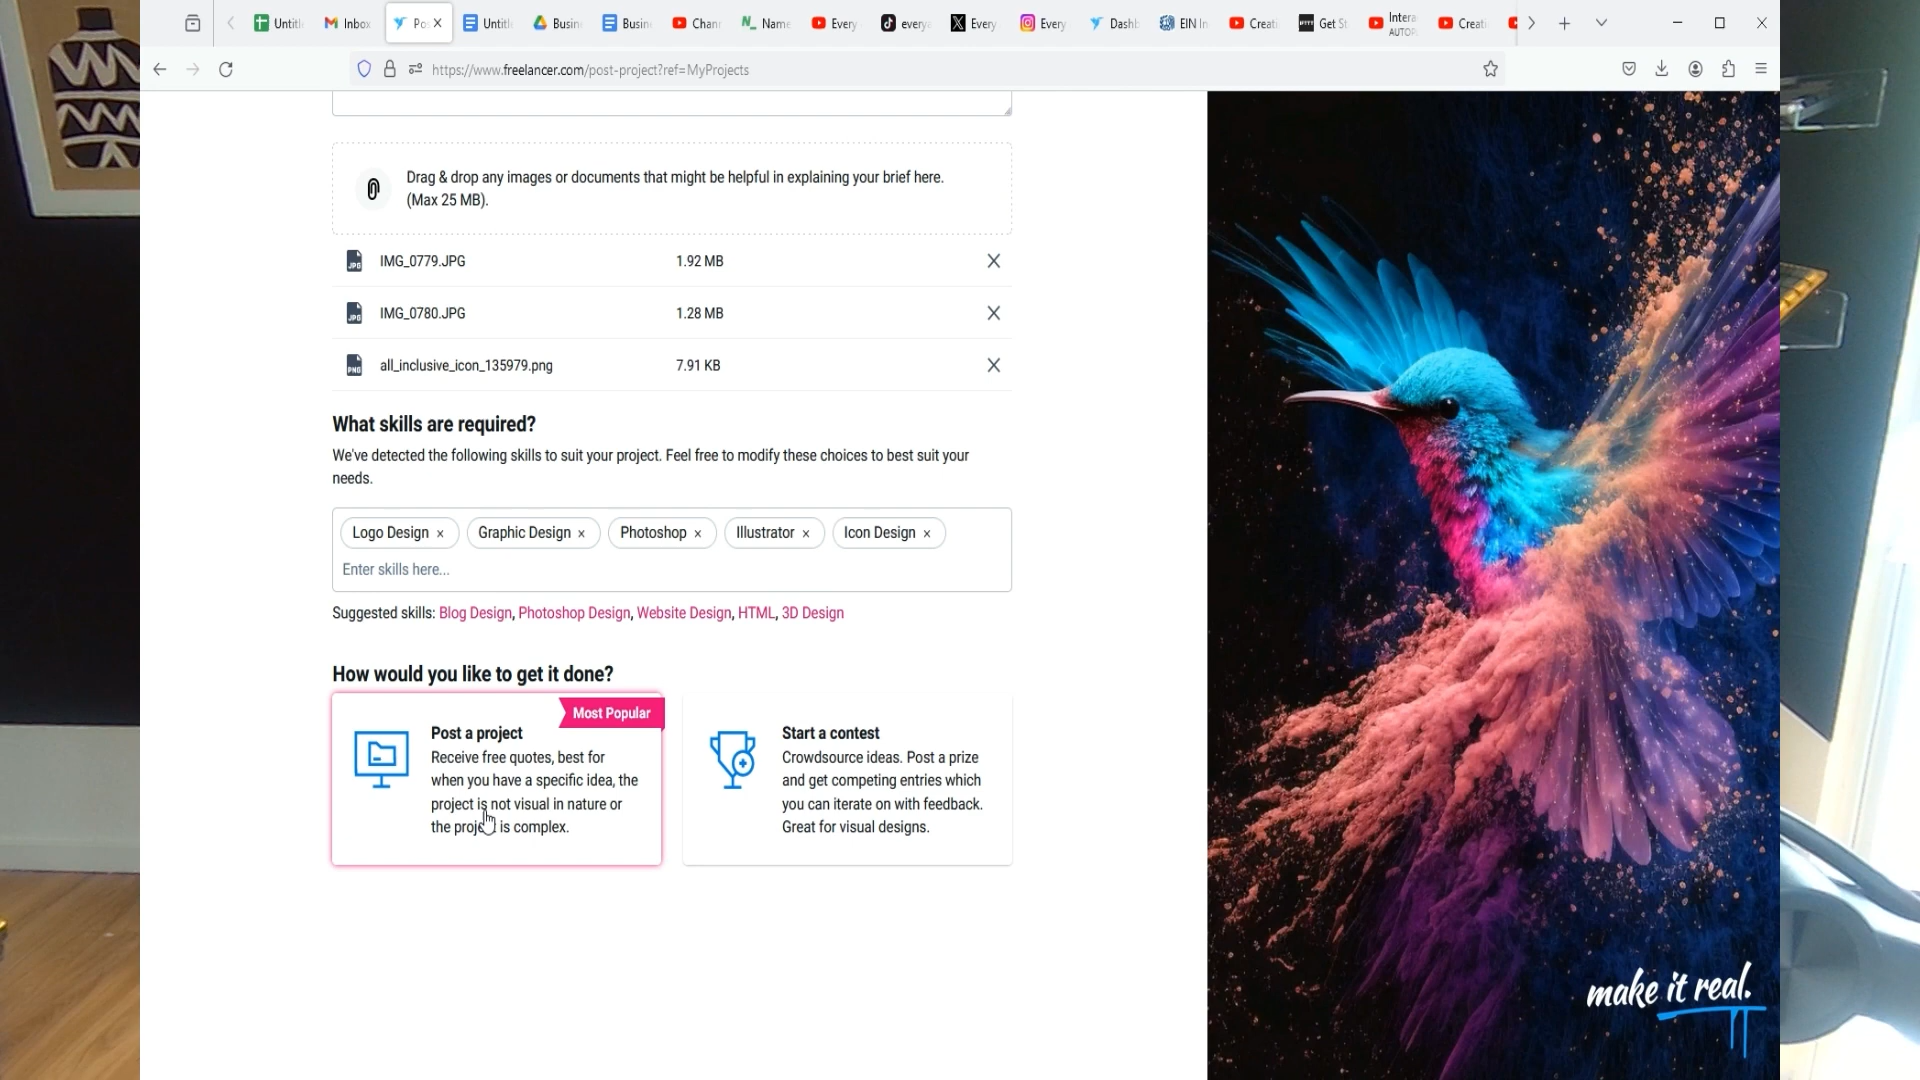 Untitl
Inbox
Po
Untitl
Busin
Busin
Chan
Name
Every
every
Every
Every
Dashb
EIN In
Creati
Get St
Intera
AUTOPL
Creati
https://www.freelancer.com/post-project?ref=MyProjects
Drag & drop any images or documents that might be helpful in explaining your brief here.
(Max 25 MB).
IMG_0779.JPG 1.92 MB
IMG_0780.JPG 1.28 MB
all_inclusive_icon_135979.png 7.91 KB
What skills are required?
We've detected the following skills to suit your project. Feel free to modify these choices to best suit your
needs.
Logo Design × Graphic Design × Photoshop × Illustrator × Icon Design ×
Enter skills here...
Suggested skills: Blog Design, Photoshop Design, Website Design, HTML, 3D Design
How would you like to get it done?
Most Popular
Post a project
Receive free quotes, best for
when you have a specific idea, the
project is not visual in nature or
the project is complex.
Start a contest
Crowdsource ideas. Post a prize
and get competing entries which
you can iterate on with feedback.
Great for visual designs.
make it real.